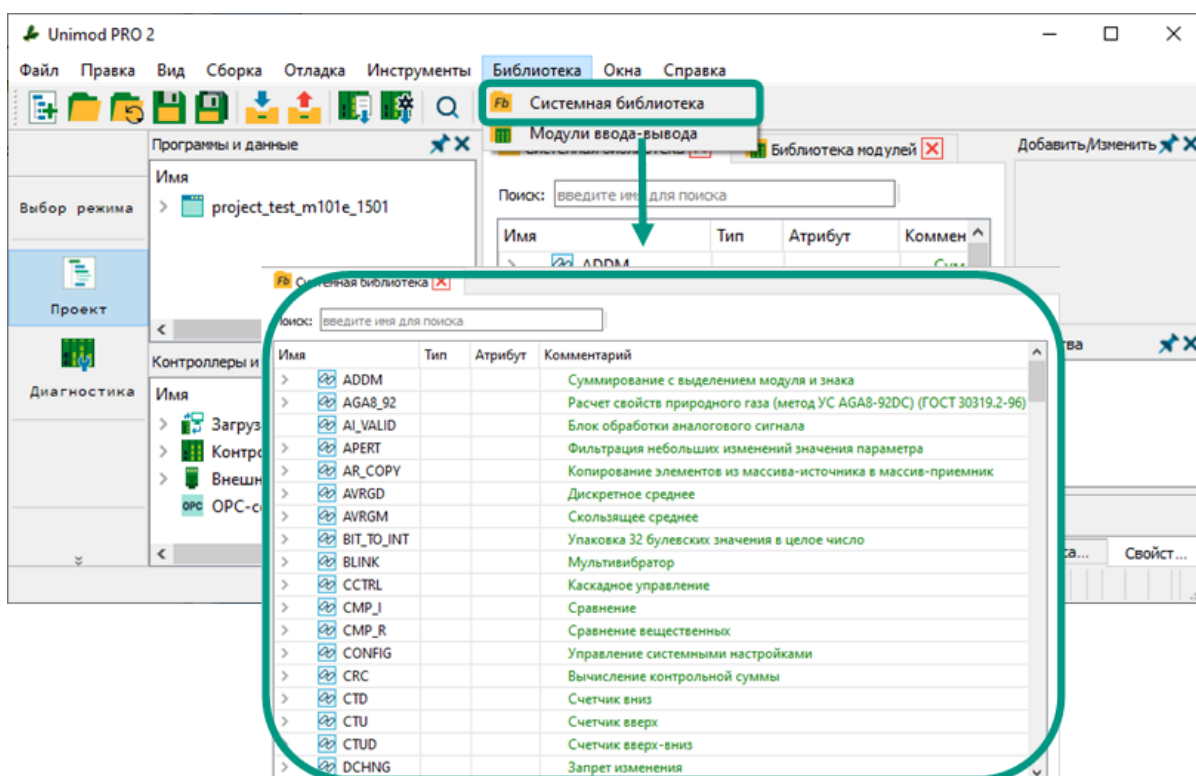 Unimod PRO 2
Файл Правка Вид Сборка Отладка Инструменты Библиотека Окна Справка
Fb Системная библиотека
Модули ввода-вывода
Программы и данные
Библиотека модулей
Добавить/Изменить
Имя
project_test_m101e_1501
Выбор режима
Поиск: введите имя для поиска
Имя Тип Атрибут Коммен
ADDM
Проект
Диагностика
Контроллеры и
Имя
Загруз
Контро
Внешн
OPC OPC-с
Свойст...
Fb Системная библиотека
Поиск: введите имя для поиска
Имя Тип Атрибут Комментарий
ADDM Суммирование с выделением модуля и знака
AGA8_92 Расчет свойств природного газа (метод УС AGA8-92DC) (ГОСТ 30319.2-96)
AI_VALID Блок обработки аналогового сигнала
APERT Фильтрация небольших изменений значения параметра
AR_COPY Копирование элементов из массива-источника в массив-приемник
AVRGD Дискретное среднее
AVRGM Скользящее среднее
BIT_TO_INT Упаковка 32 булевских значения в целое число
BLINK Мультивибратор
CCTRL Каскадное управление
CMP_I Сравнение
CMP_R Сравнение вещественных
CONFIG Управление системными настройками
CRC Вычисление контрольной суммы
CTD Счетчик вниз
CTU Счетчик вверх
CTUD Счетчик вверх-вниз
DCHNG Запрет изменения